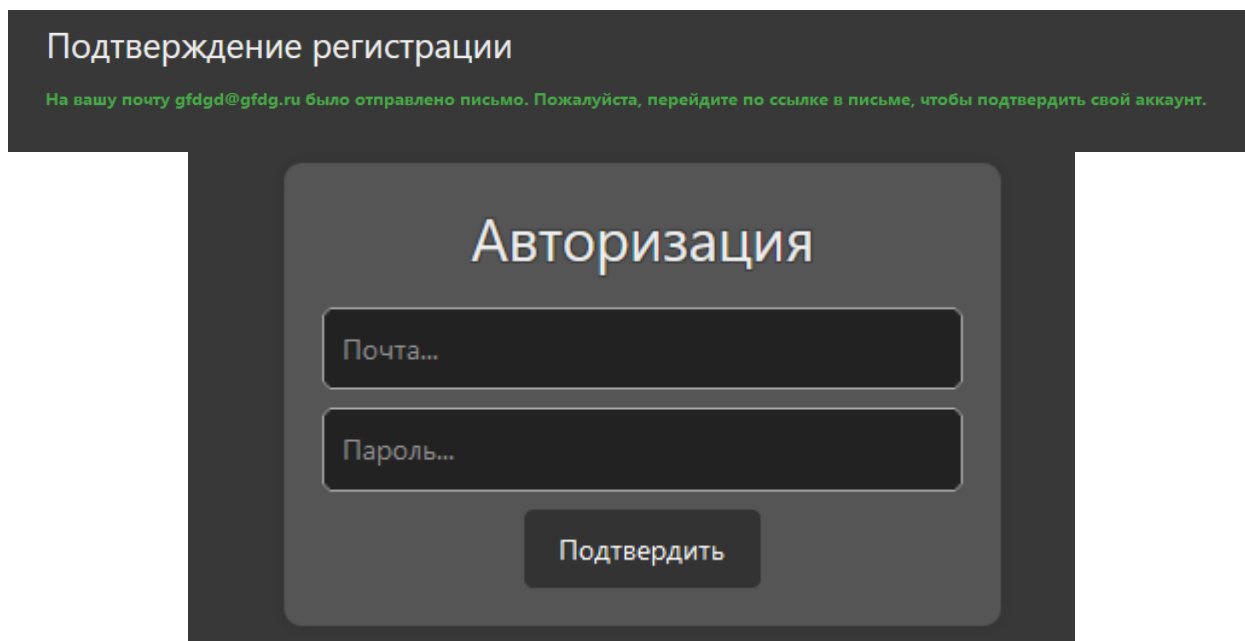 Подтверждение регистрации
На вашу почту gfdgd@gfdg.ru было отправлено письмо. Пожалуйста, перейдите по ссылке в письме, чтобы подтвердить свой аккаунт.
Авторизация
Почта...
Пароль...
Подтвердить